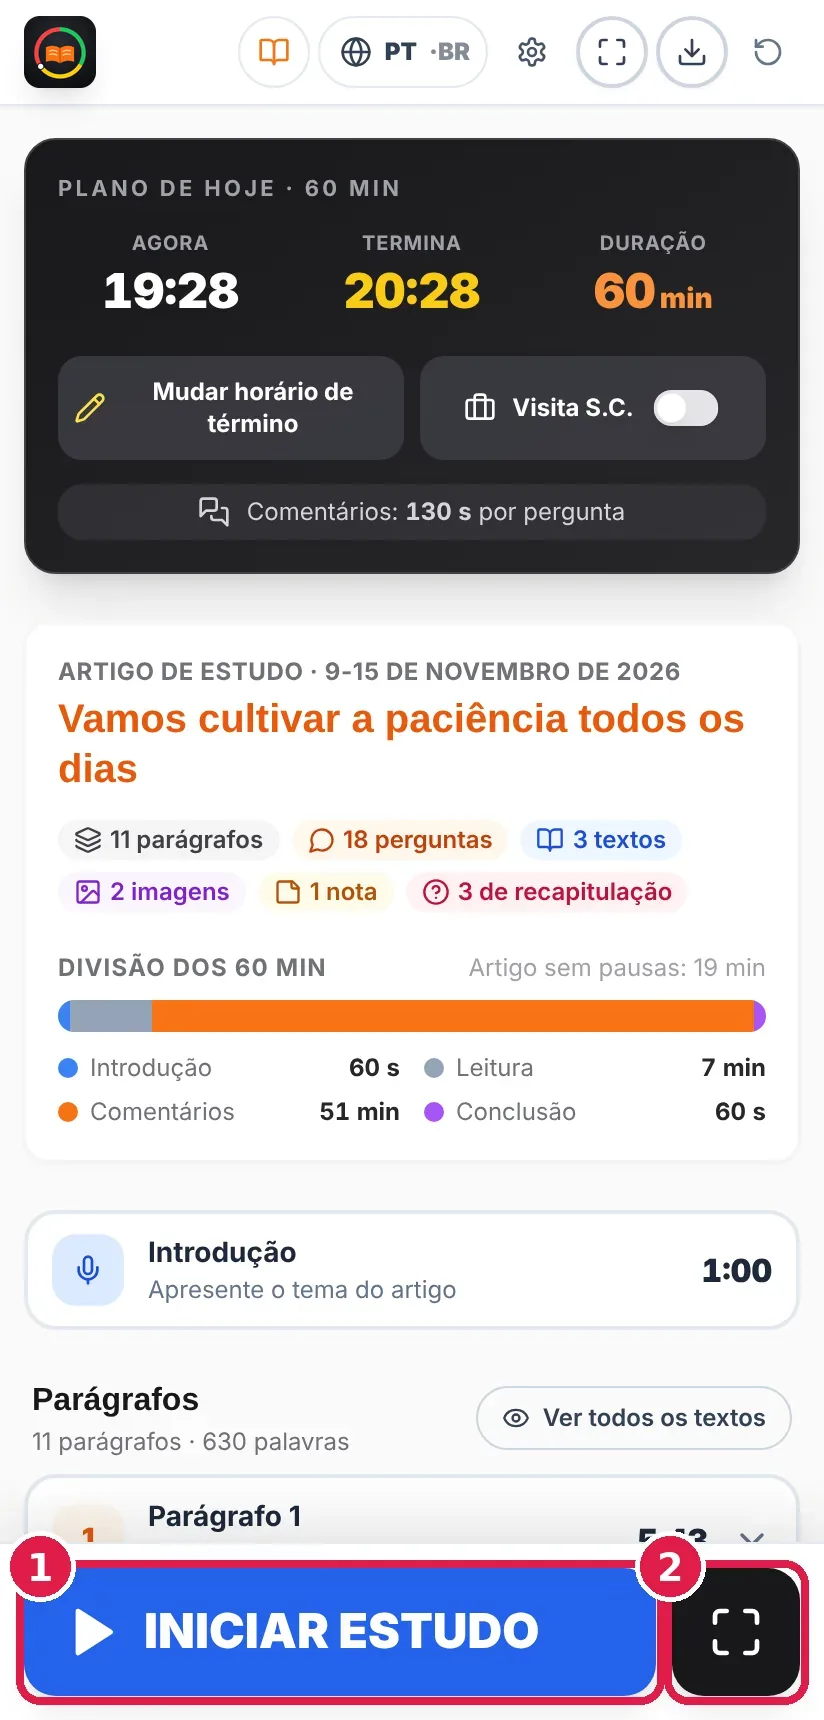 PT ·BR
PLANO DE HOJE · 60 MIN
AGORA TERMINA DURAÇÃO
19:28 20:28 60 min
Mudar horário de
término
Visita S.C.
Comentários: 130 s por pergunta
ARTIGO DE ESTUDO · 9-15 DE NOVEMBRO DE 2026
Vamos cultivar a paciência todos os
dias
11 parágrafos 18 perguntas 3 textos
2 imagens 1 nota 3 de recapitulação
DIVISÃO DOS 60 MIN Artigo sem pausas: 19 min
Introdução 60 s Leitura 7 min
Comentários 51 min Conclusão 60 s
Introdução
Apresente o tema do artigo
1:00
Parágrafos
11 parágrafos · 630 palavras
Ver todos os textos
1 Parágrafo 1
1 INICIAR ESTUDO 2